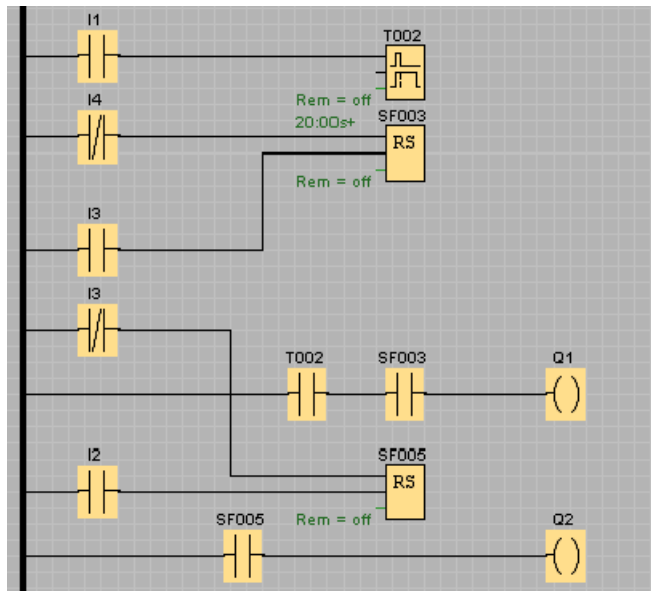 I1
T002
I4
Rem = off
20:00s+
SF003
RS
Rem = off
I3
I3
T002 SF003 Q1
I2
SF005
RS
SF005
Rem = off
Q2